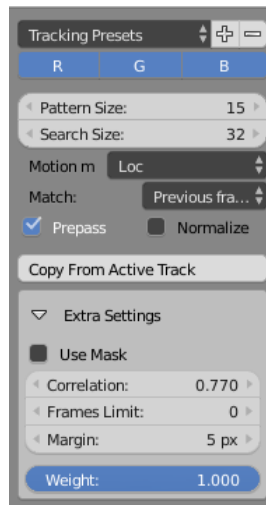 Tracking Presets
R G B
Pattern Size: 15
Search Size: 32
Motion m Loc
Match: Previous fra...
Prepass Normalize
Copy From Active Track
Extra Settings
Use Mask
Correlation: 0.770
Frames Limit: 0
Margin: 5 px
Weight: 1.000